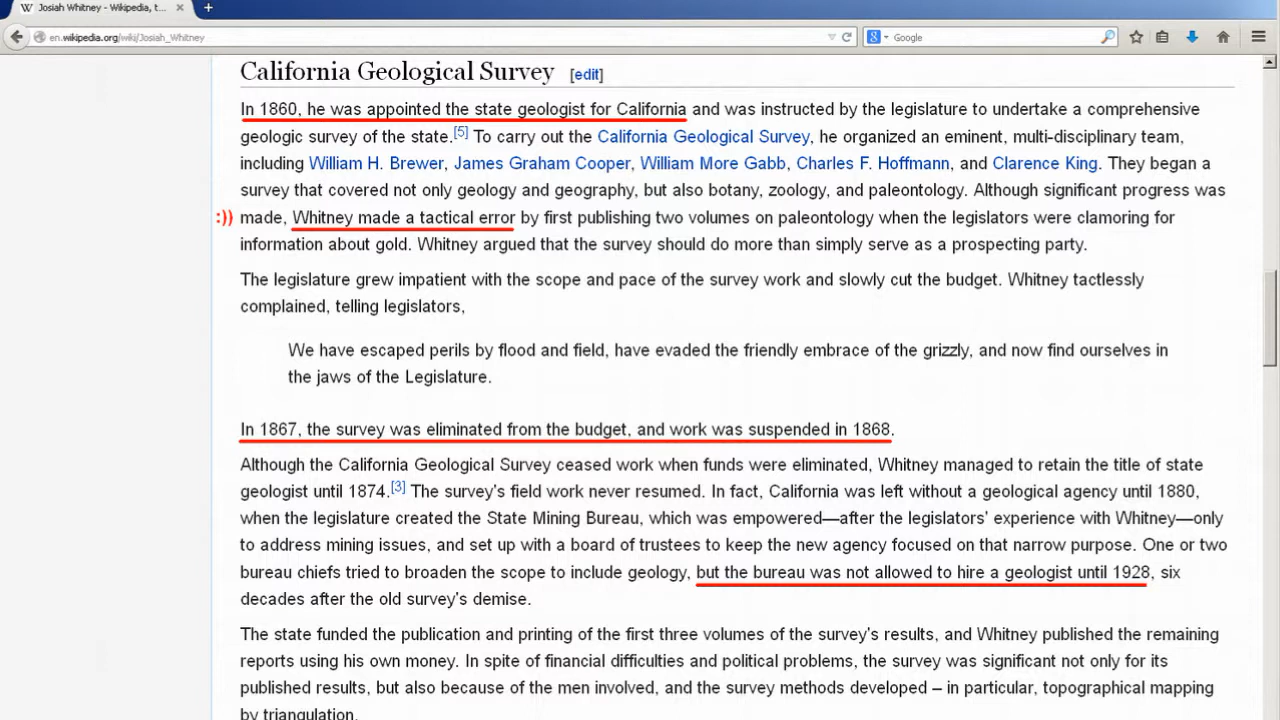 W Josiah Whitney - Wikipedia, t... × +
en.wikipedia.org/wiki/Josiah_Whitney
8 Google
California Geological Survey [edit]
In 1860, he was appointed the state geologist for California and was instructed by the legislature to undertake a comprehensive
geologic survey of the state.[5] To carry out the California Geological Survey, he organized an eminent, multi-disciplinary team,
including William H. Brewer, James Graham Cooper, William More Gabb, Charles F. Hoffmann, and Clarence King. They began a
survey that covered not only geology and geography, but also botany, zoology, and paleontology. Although significant progress was
:)) made, Whitney made a tactical error by first publishing two volumes on paleontology when the legislators were clamoring for
information about gold. Whitney argued that the survey should do more than simply serve as a prospecting party.
The legislature grew impatient with the scope and pace of the survey work and slowly cut the budget. Whitney tactlessly
complained, telling legislators,
We have escaped perils by flood and field, have evaded the friendly embrace of the grizzly, and now find ourselves in
the jaws of the Legislature.
In 1867, the survey was eliminated from the budget, and work was suspended in 1868.
Although the California Geological Survey ceased work when funds were eliminated, Whitney managed to retain the title of state
geologist until 1874.[3] The survey's field work never resumed. In fact, California was left without a geological agency until 1880,
when the legislature created the State Mining Bureau, which was empowered—after the legislators' experience with Whitney—only
to address mining issues, and set up with a board of trustees to keep the new agency focused on that narrow purpose. One or two
bureau chiefs tried to broaden the scope to include geology, but the bureau was not allowed to hire a geologist until 1928, six
decades after the old survey's demise.
The state funded the publication and printing of the first three volumes of the survey's results, and Whitney published the remaining
reports using his own money. In spite of financial difficulties and political problems, the survey was significant not only for its
published results, but also because of the men involved, and the survey methods developed – in particular, topographical mapping
by triangulation.